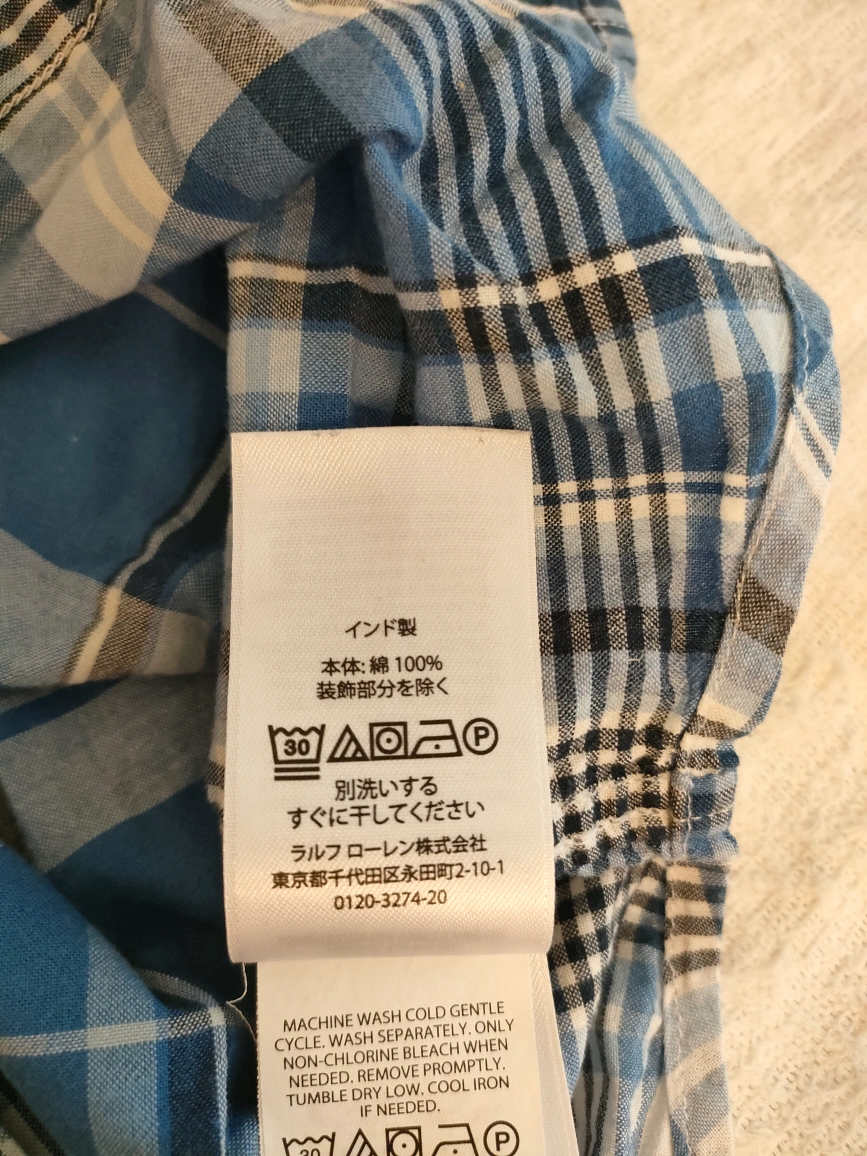 インド製
本体: 綿 100%
装飾部分を除く
30 P
別洗いする
すぐに干してください
ラルフ ローレン株式会社
東京都千代田区永田町2-10-1
0120-3274-20
MACHINE WASH COLD GENTLE
CYCLE. WASH SEPARATELY. ONLY
NON-CHLORINE BLEACH WHEN
NEEDED. REMOVE PROMPTLY.
TUMBLE DRY LOW. COOL IRON
IF NEEDED.
30 P